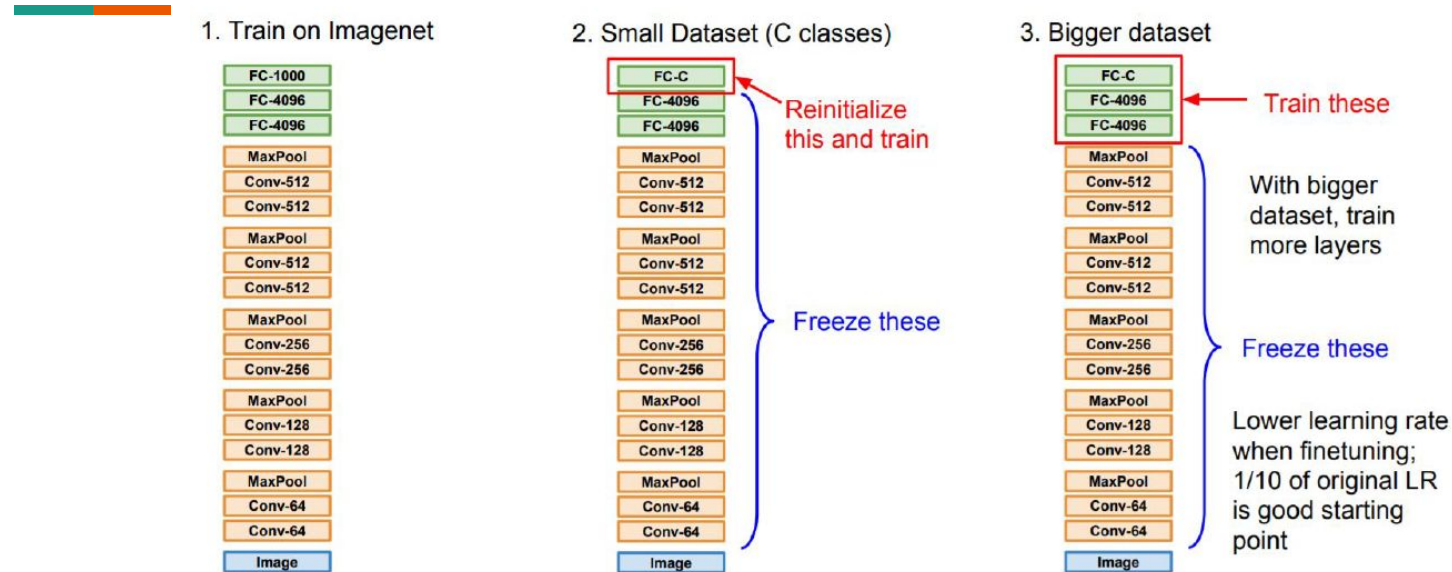 1. Train on Imagenet
FC-1000
FC-4096
FC-4096
MaxPool
Conv-512
Conv-512
MaxPool
Conv-512
Conv-512
MaxPool
Conv-256
Conv-256
MaxPool
Conv-128
Conv-128
MaxPool
Conv-64
Conv-64
Image
2. Small Dataset (C classes)
FC-C
FC-4096
FC-4096
MaxPool
Conv-512
Conv-512
MaxPool
Conv-512
Conv-512
MaxPool
Conv-256
Conv-256
MaxPool
Conv-128
Conv-128
MaxPool
Conv-64
Conv-64
Image
Reinitialize
this and train
Freeze these
3. Bigger dataset
FC-C
FC-4096
FC-4096
MaxPool
Conv-512
Conv-512
MaxPool
Conv-512
Conv-512
MaxPool
Conv-256
Conv-256
MaxPool
Conv-128
Conv-128
MaxPool
Conv-64
Conv-64
Image
Train these
With bigger
dataset, train
more layers
Freeze these
Lower learning rate
when finetuning;
1/10 of original LR
is good starting
point